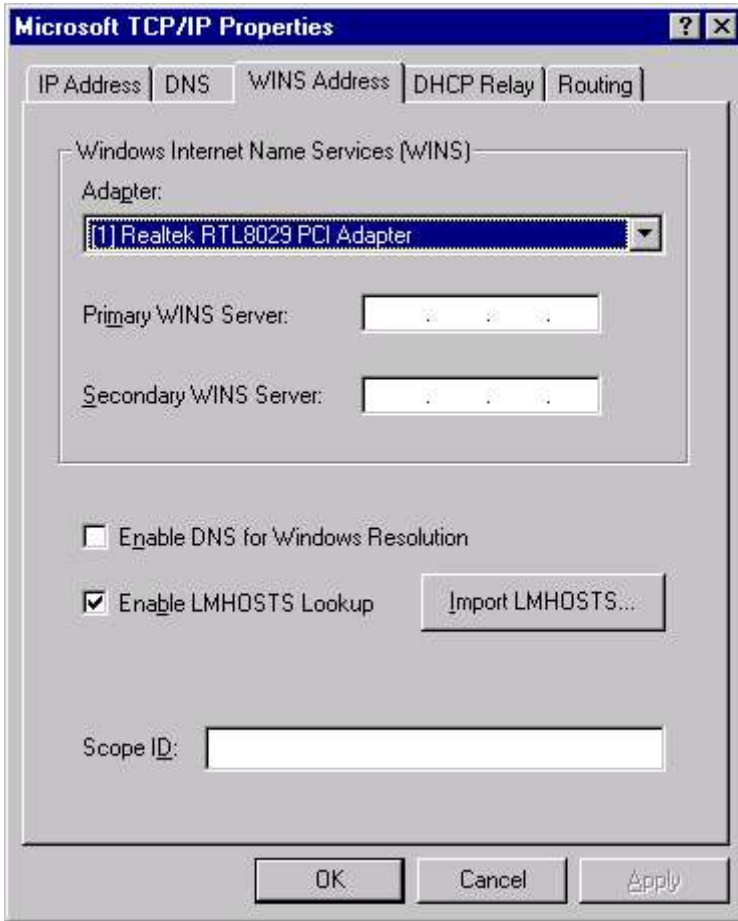 Microsoft TCP/IP Properties
IP Address DNS WINS Address DHCP Relay Routing
Windows Internet Name Services (WINS)
Adapter:
[1] Realtek RTL8029 PCI Adapter
Primary WINS Server:
Secondary WINS Server:
Enable DNS for Windows Resolution
Enable LMHOSTS Lookup Import LMHOSTS...
Scope ID:
OK Cancel Apply